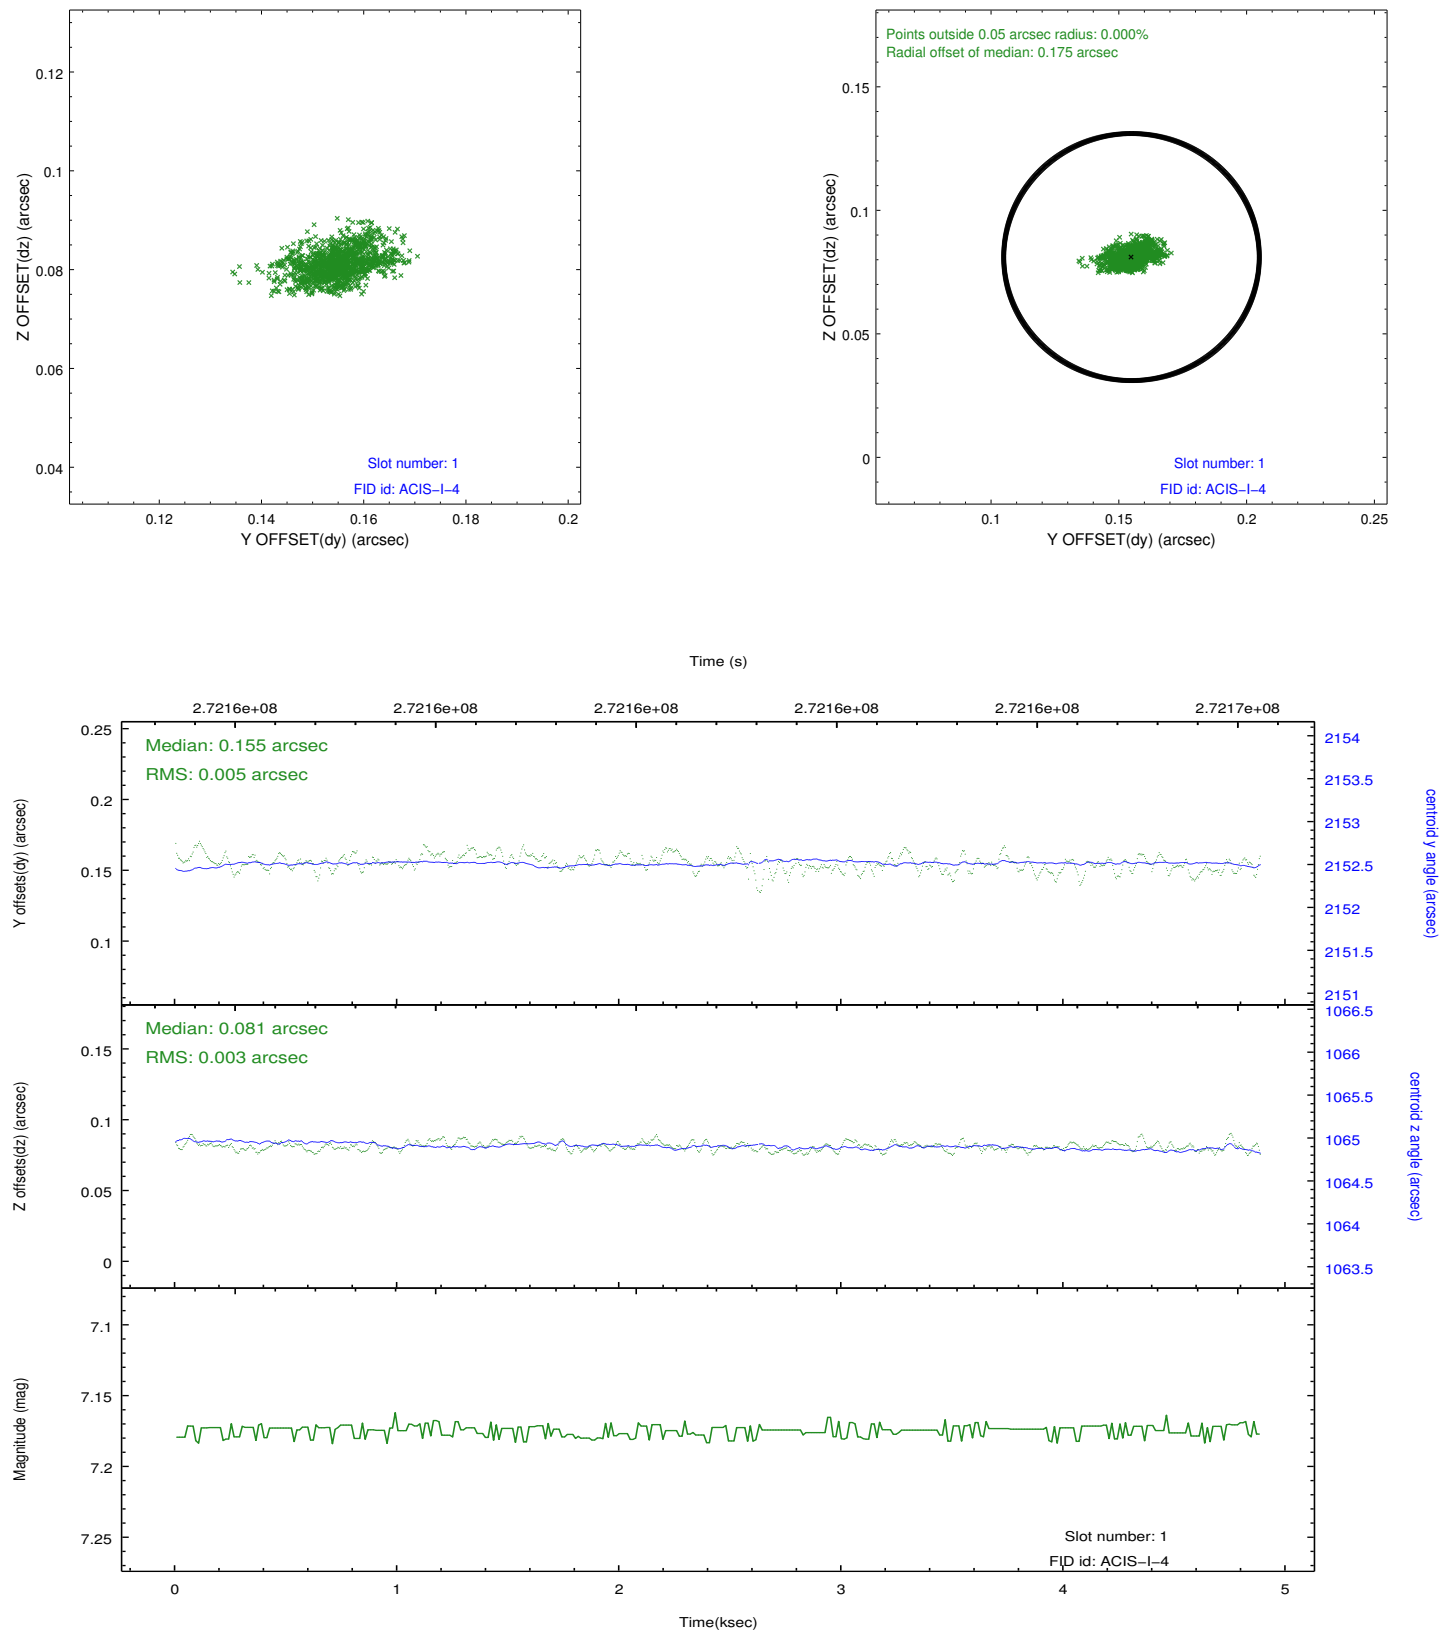 0.12
0.1
0.08
0.06
0.04
Z OFFSET(dz) (arcsec)
Slot number: 1
FID id: ACIS−I−4
0.12 0.14 0.16 0.18 0.2
Y OFFSET(dy) (arcsec)
Points outside 0.05 arcsec radius: 0.000%
Radial offset of median: 0.175 arcsec
0.15
0.1
0.05
0
Z OFFSET(dz) (arcsec)
Slot number: 1
FID id: ACIS−I−4
0.1 0.15 0.2 0.25
Y OFFSET(dy) (arcsec)
Time (s)
2.7216e+08 2.7216e+08 2.7216e+08 2.7216e+08 2.7216e+08 2.7217e+08
Median: 0.155 arcsec
RMS: 0.005 arcsec
0.25
0.2
0.15
0.1
Y offsets(dy) (arcsec)
2154
2153.5
2153
2152.5
2152
2151.5
2151
centroid y angle (arcsec)
Median: 0.081 arcsec
RMS: 0.003 arcsec
0.15
0.1
0.05
0
Z offsets(dz) (arcsec)
1066.5
1066
1065.5
1065
1064.5
1064
1063.5
centroid z angle (arcsec)
7.1
7.15
7.2
7.25
Magnitude (mag)
Slot number: 1
FID id: ACIS−I−4
0 1 2 3 4 5
Time(ksec)